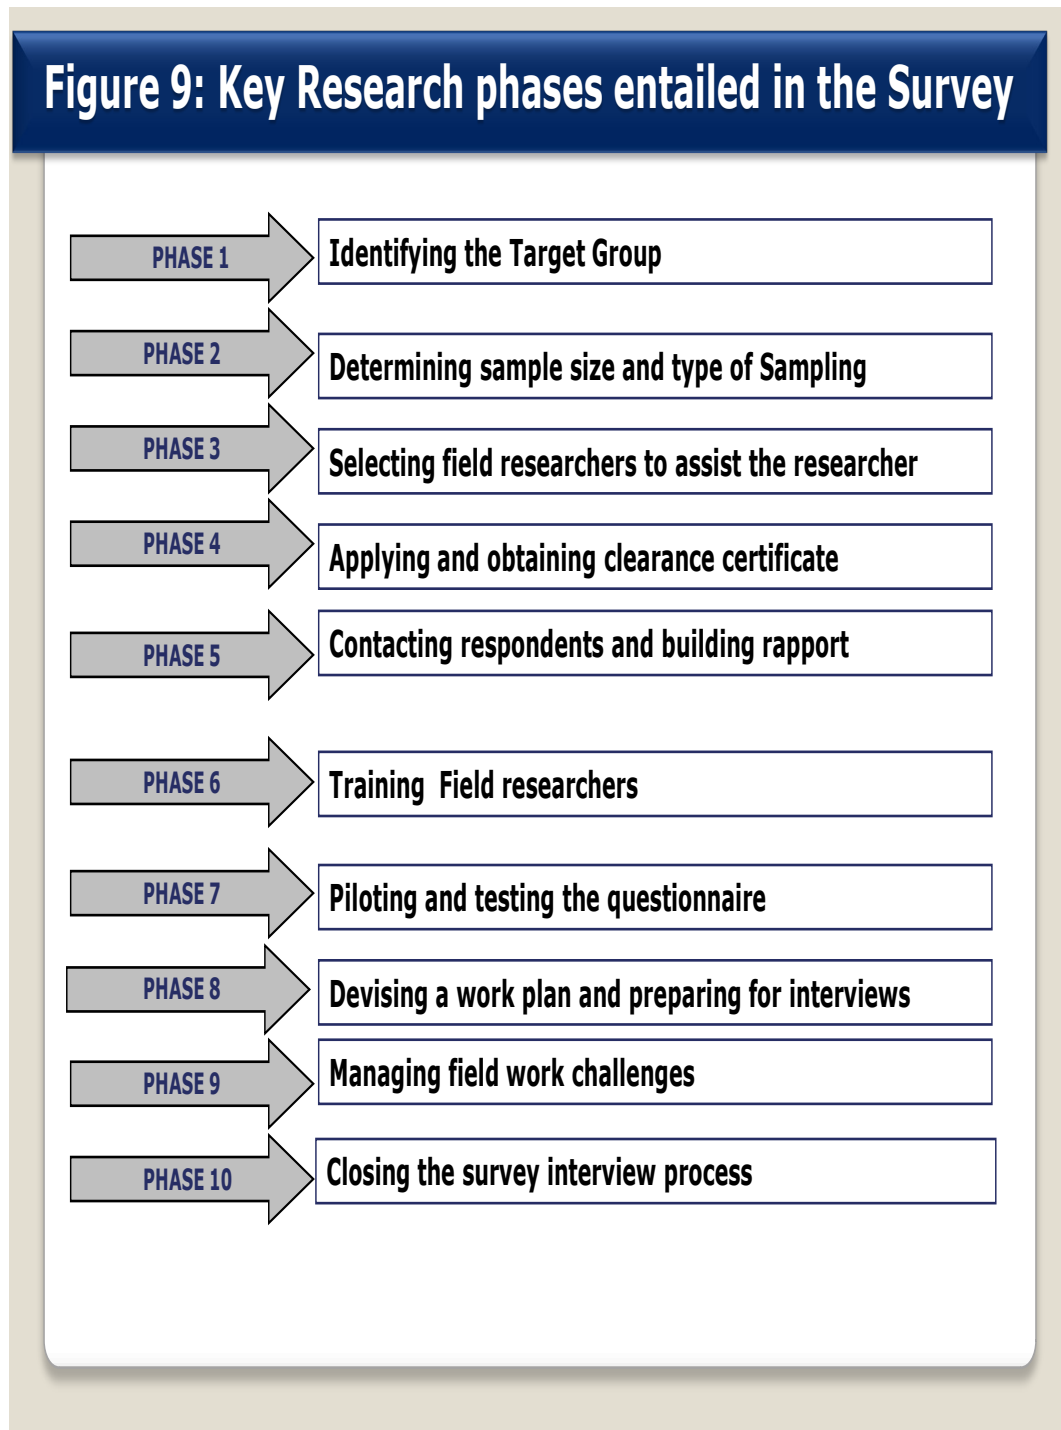 Figure 9: Key Research phases entailed in the Survey
PHASE 1
Identifying the Target Group
PHASE 2
Determining sample size and type of Sampling
PHASE 3
Selecting field researchers to assist the researcher
PHASE 4
Applying and obtaining clearance certificate
PHASE 5
Contacting respondents and building rapport
PHASE 6
Training  Field researchers
PHASE 7
Piloting and testing the questionnaire
PHASE 8
Devising a work plan and preparing for interviews
PHASE 9
Managing field work challenges
PHASE 10
Closing the survey interview process